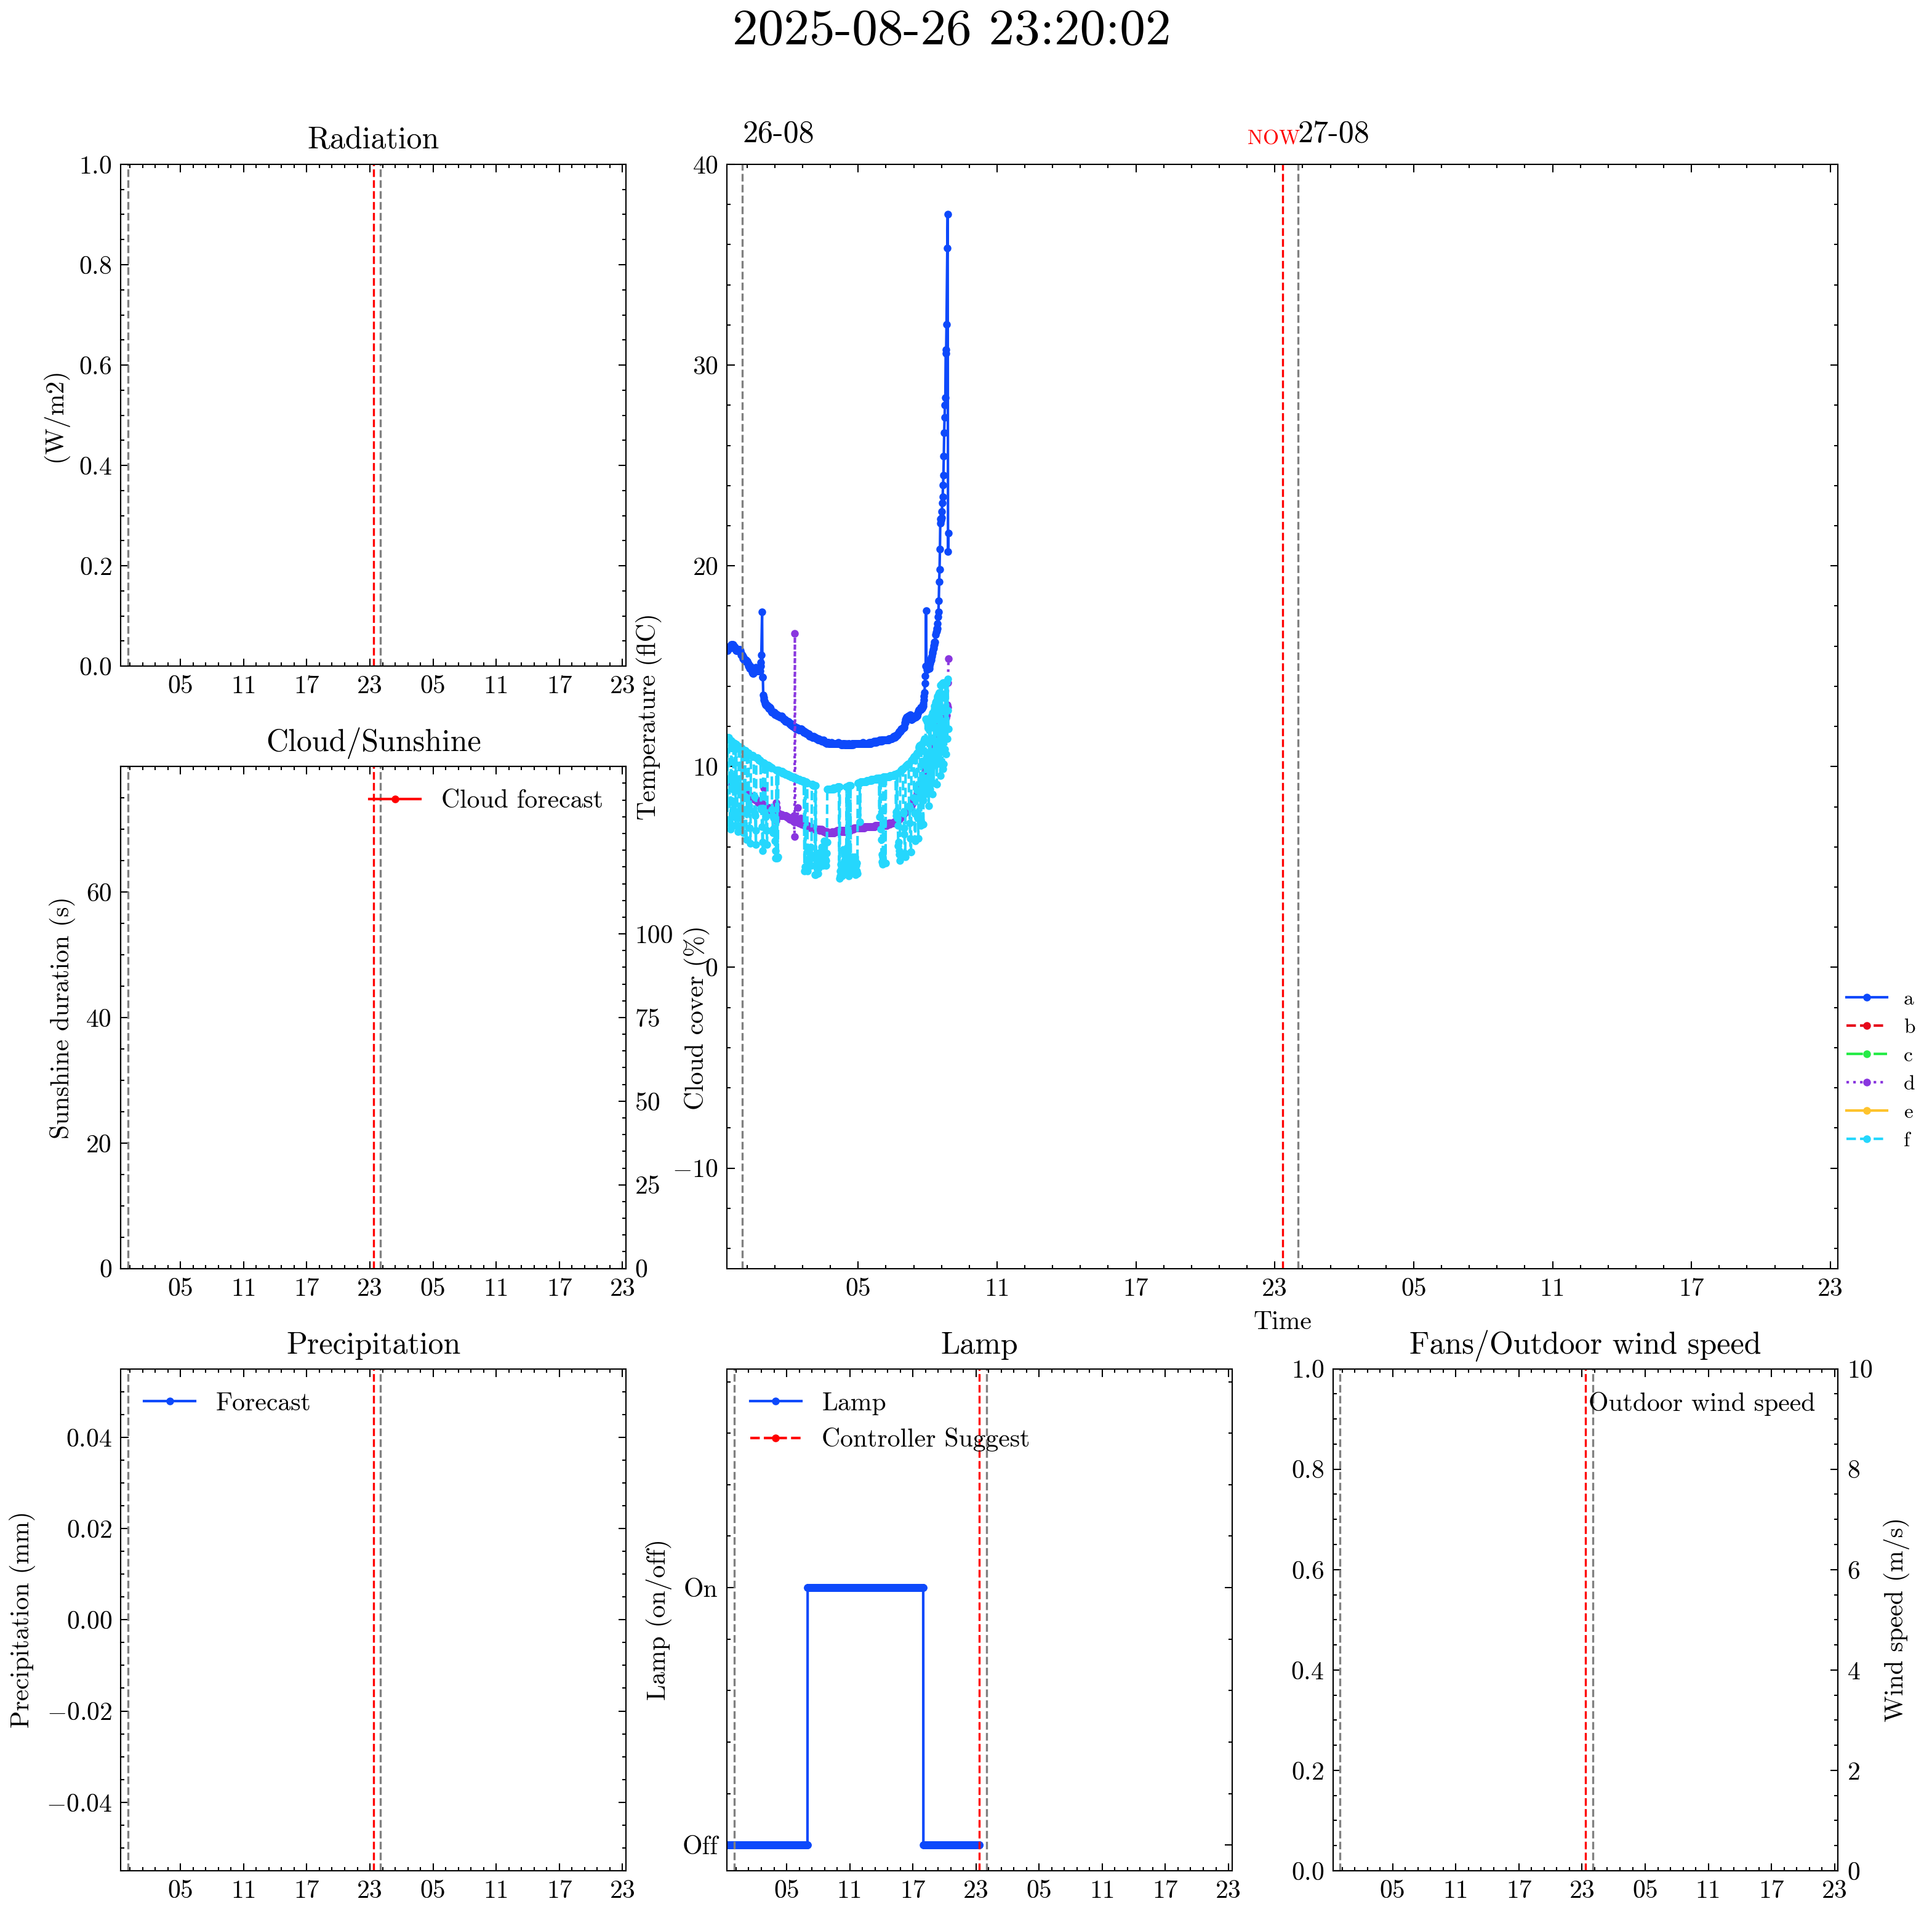 2025-08-26 23:20:02
Radiation
1.0
0.8
0.6
0.4
0.2
0.0
(W/m2)
05 11 17 23 05 11 17 23
26-08 NOW 27-08
40
30
20
10
0
−10
Temperature (flC)
05 11 17 23 05 11 17 23
Time
a
b
c
d
e
f
Cloud/Sunshine
Cloud forecast
60
40
20
0
Sunshine duration (s)
100
75
50
25
0
Cloud cover (%)
05 11 17 23 05 11 17 23
Precipitation
Forecast
0.04
0.02
0.00
−0.02
−0.04
Precipitation (mm)
05 11 17 23 05 11 17 23
Lamp
Lamp
Controller Suggest
On
Off
Lamp (on/off)
05 11 17 23 05 11 17 23
Fans/Outdoor wind speed
Outdoor wind speed
1.0
0.8
0.6
0.4
0.2
0.0
10
8
6
4
2
0
Wind speed (m/s)
05 11 17 23 05 11 17 23